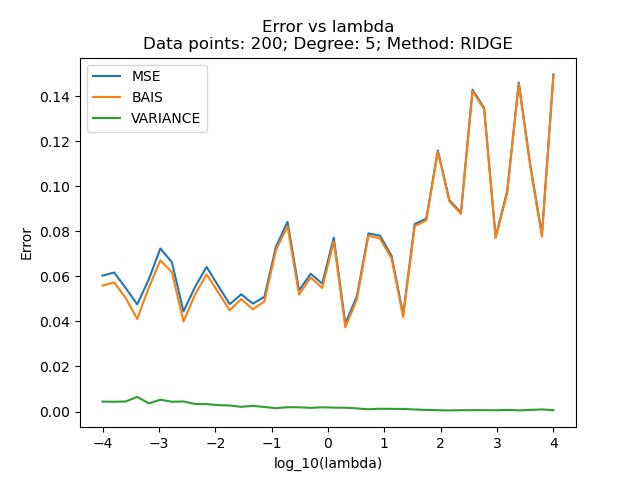 Error vs lambda
Data points: 200; Degree: 5; Method: RIDGE
MSE
BAIS
VARIANCE
0.14
0.12
0.10
0.08
0.06
0.04
0.02
0.00
Error
−4 −3 −2 −1 0 1 2 3 4
log_10(lambda)